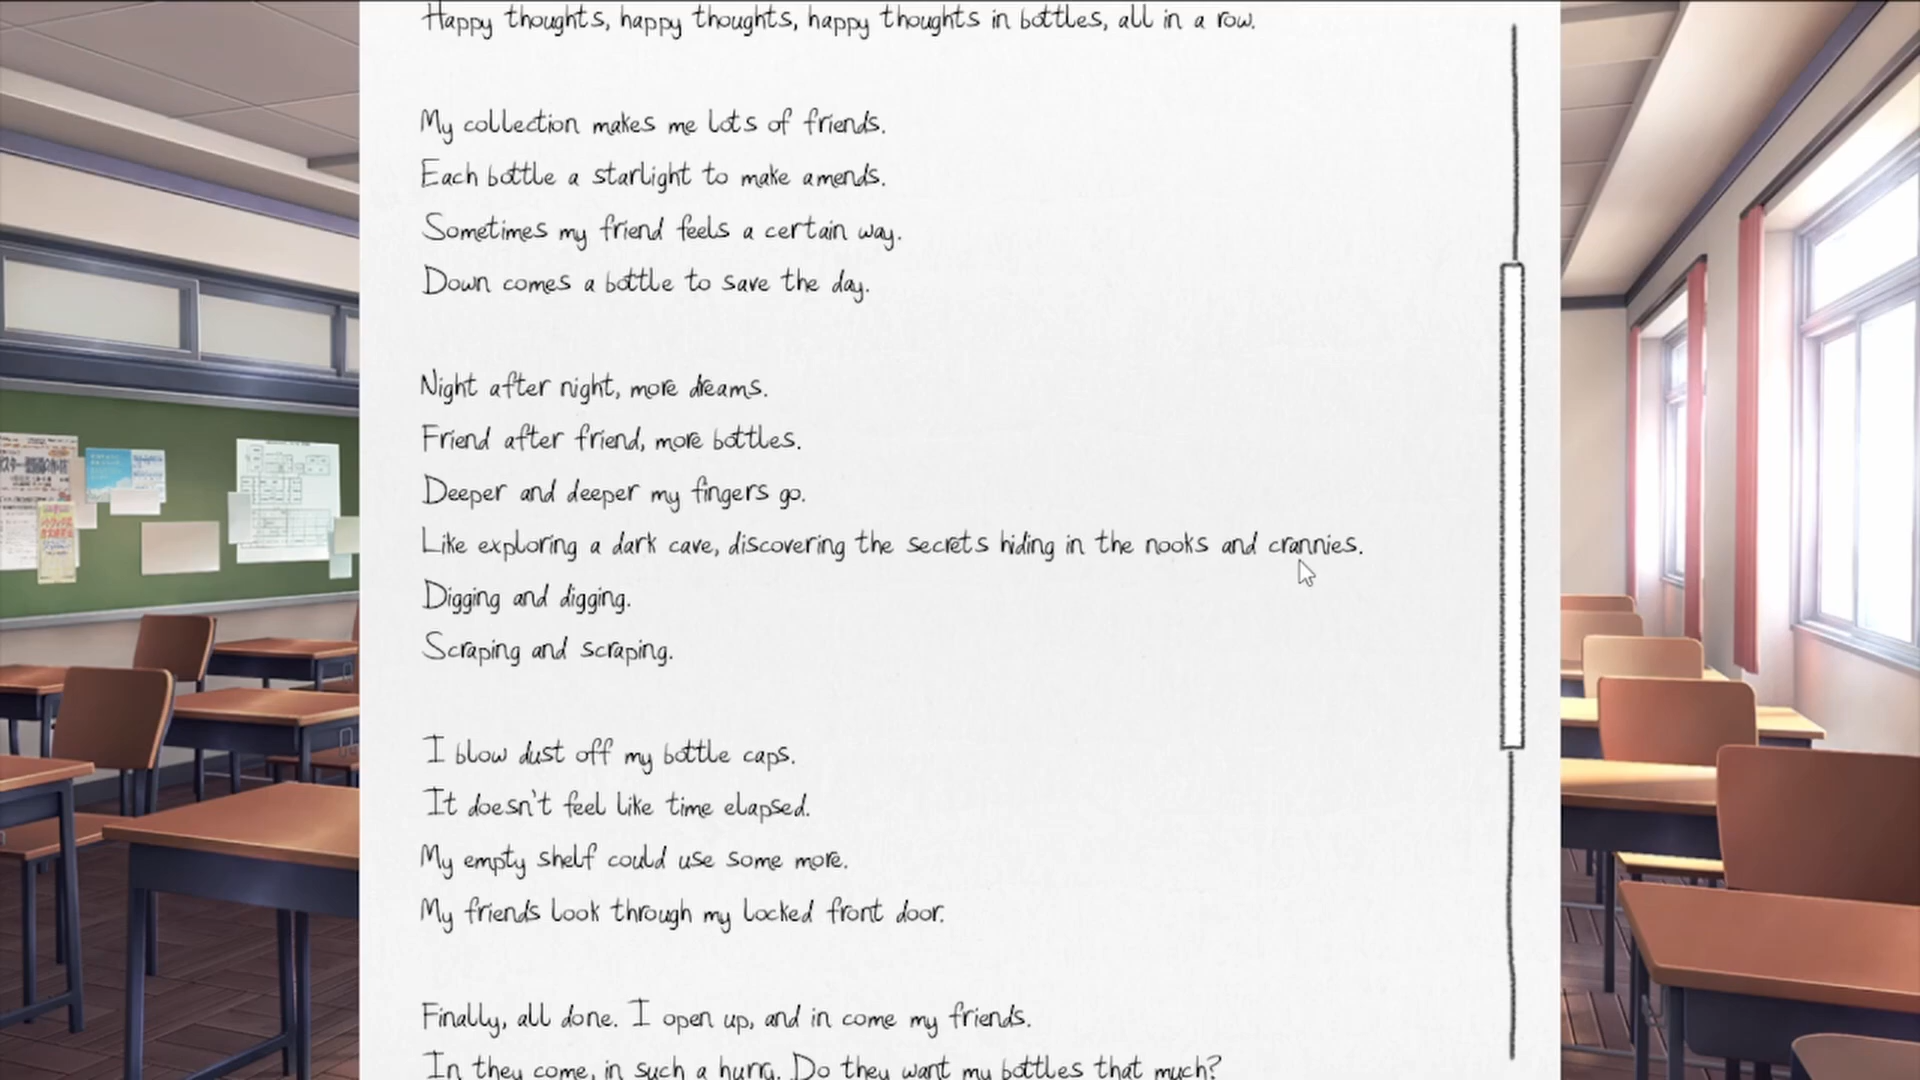 Happy thoughts, happy thoughts, happy thoughts in bottles, all in a row.
My collection makes me lots of friends.
Each bottle a starlight to make amends.
Sometimes my friend feels a certain way.
Down comes a bottle to save the day.
Night after night, more dreams.
Friend after friend, more bottles.
Deeper and deeper my fingers go.
Like exploring a dark cave, discovering the secrets hiding in the nooks and crannies.
Digging and digging.
Scraping and scraping.
I blow dust off my bottle caps.
It doesn't feel like time elapsed.
My empty shelf could use some more.
My friends look through my locked front door.
Finally, all done. I open up, and in come my friends.
In they come, in such a hurry. Do they want my bottles that much?